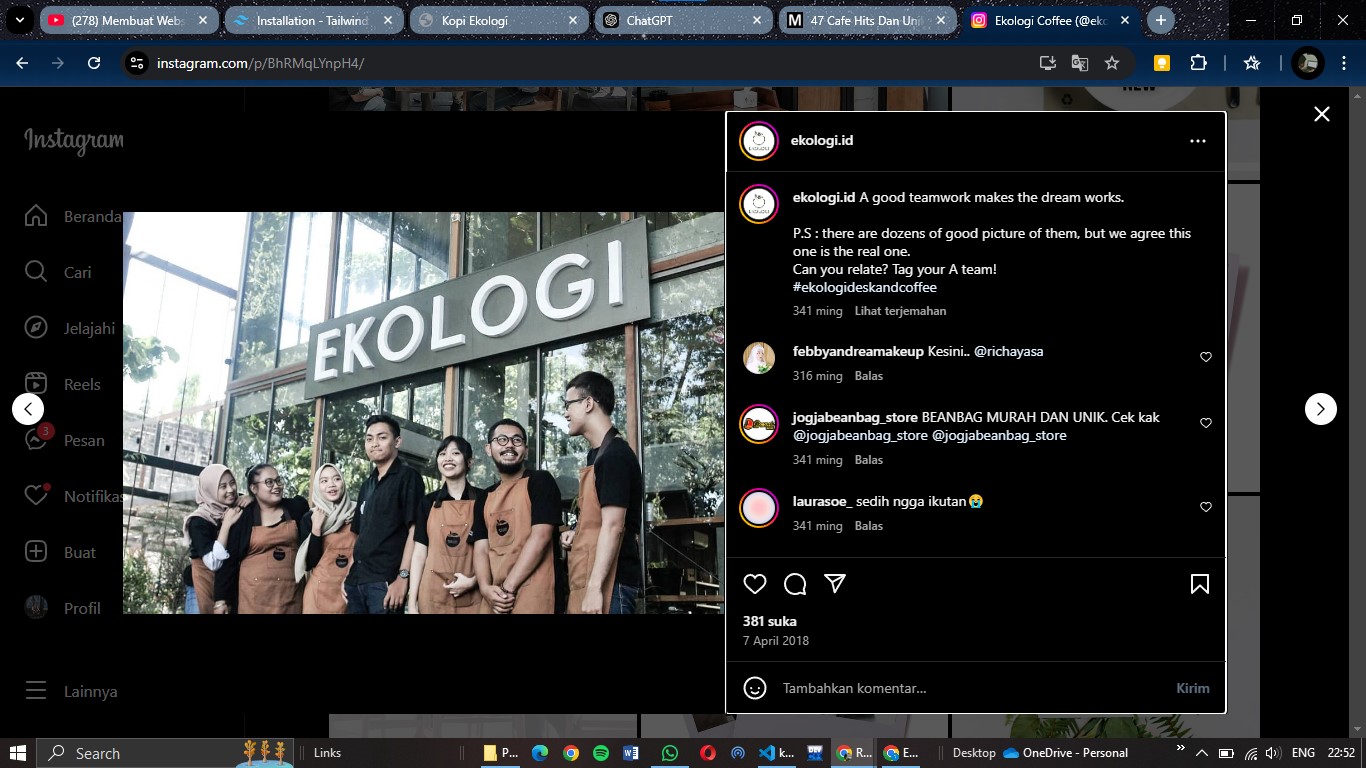 (278) Membuat Webs
Installation - Tailwind
Kopi Ekologi
ChatGPT
47 Cafe Hits Dan Unik
Ekologi Coffee (@eko
instagram.com/p/BhRMqLYnpH4/
NEW
Instagram
Beranda
Cari
Jelajahi
Reels
3
Pesan
Notifikas
Buat
Profil
Lainnya
EKOLOGI
ekologi.id
ekologi.id A good teamwork makes the dream works.
P.S : there are dozens of good picture of them, but we agree this
one is the real one.
Can you relate? Tag your A team!
#ekologideskandcoffee
341 ming Lihat terjemahan
febbyandreamakeup Kesini.. @richayasa
316 ming Balas
jogjabeanbag_store BEANBAG MURAH DAN UNIK. Cek kak
@jogjabeanbag_store @jogjabeanbag_store
341 ming Balas
laurasoe_ sedih ngga ikutan😭
341 ming Balas
381 suka
7 April 2018
Tambahkan komentar...
Kirim
Search
Links
P...
k...
R...
E...
Desktop
OneDrive - Personal
ENG
22:52